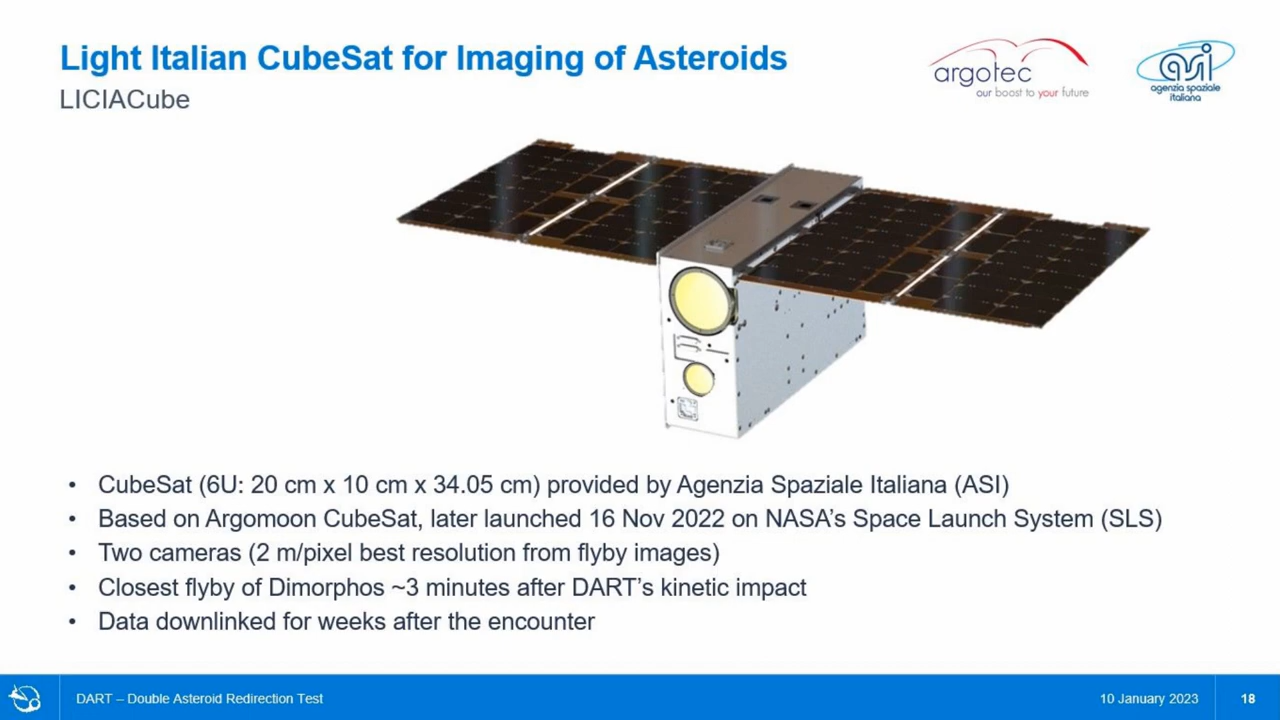 Light Italian CubeSat for Imaging of Asteroids
LICIACube
argotec
our boost to your future
asi
agenzia spaziale
italiana
• CubeSat (6U: 20 cm x 10 cm x 34.05 cm) provided by Agenzia Spaziale Italiana (ASI)
• Based on Argomoon CubeSat, later launched 16 Nov 2022 on NASA’s Space Launch System (SLS)
• Two cameras (2 m/pixel best resolution from flyby images)
• Closest flyby of Dimorphos ~3 minutes after DART’s kinetic impact
• Data downlinked for weeks after the encounter
DART – Double Asteroid Redirection Test
10 January 2023
18